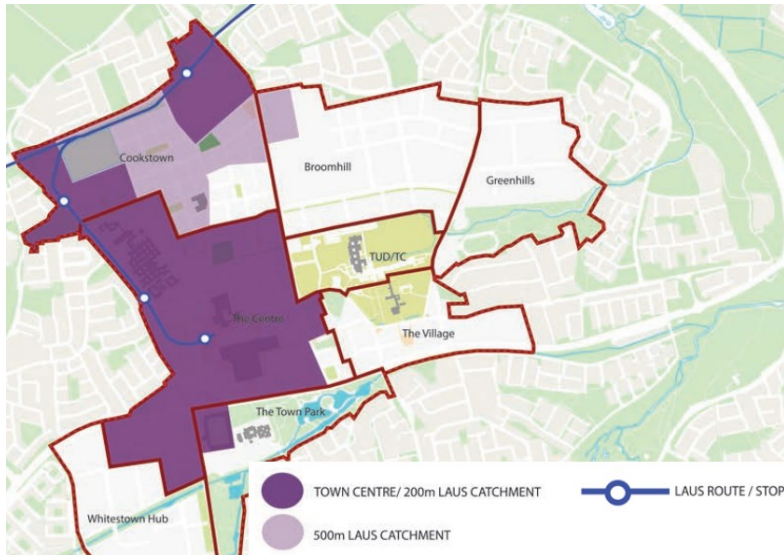 Cookstown
Broomhill
Greenhills
TUD/TC
The Centre
The Village
The Town Park
Whitestown Hub
TOWN CENTRE/ 200m LAUS CATCHMENT
LAUS ROUTE / STOP
500m LAUS CATCHMENT